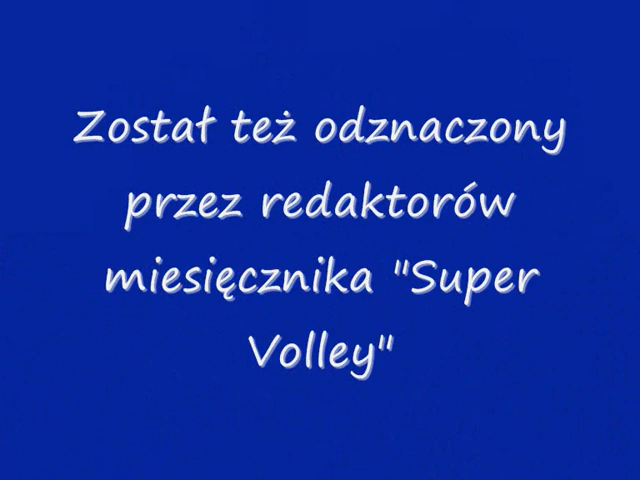 Został też odznaczony
przez redaktorów
miesięcznika "Super
Volley"